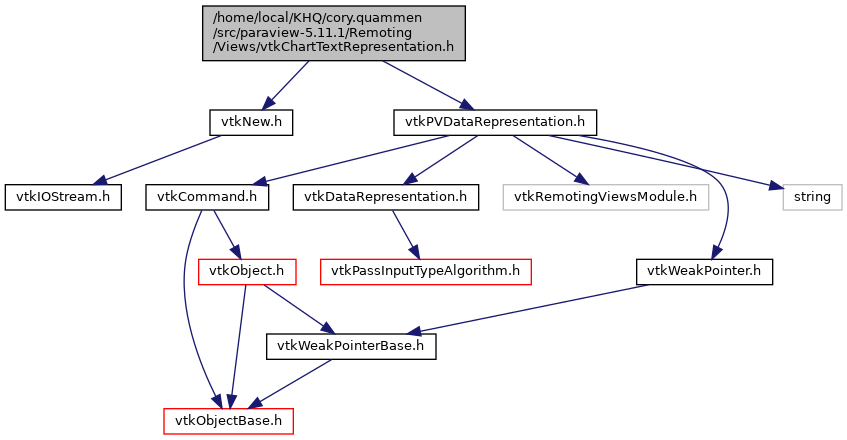 /home/local/KHQ/cory.quammen
/src/paraview-5.11.1/Remoting
/Views/vtkChartTextRepresentation.h
vtkNew.h
vtkPVDataRepresentation.h
vtkIOStream.h
vtkCommand.h
vtkDataRepresentation.h
vtkRemotingViewsModule.h
string
vtkObject.h
vtkPassInputTypeAlgorithm.h
vtkWeakPointer.h
vtkWeakPointerBase.h
vtkObjectBase.h